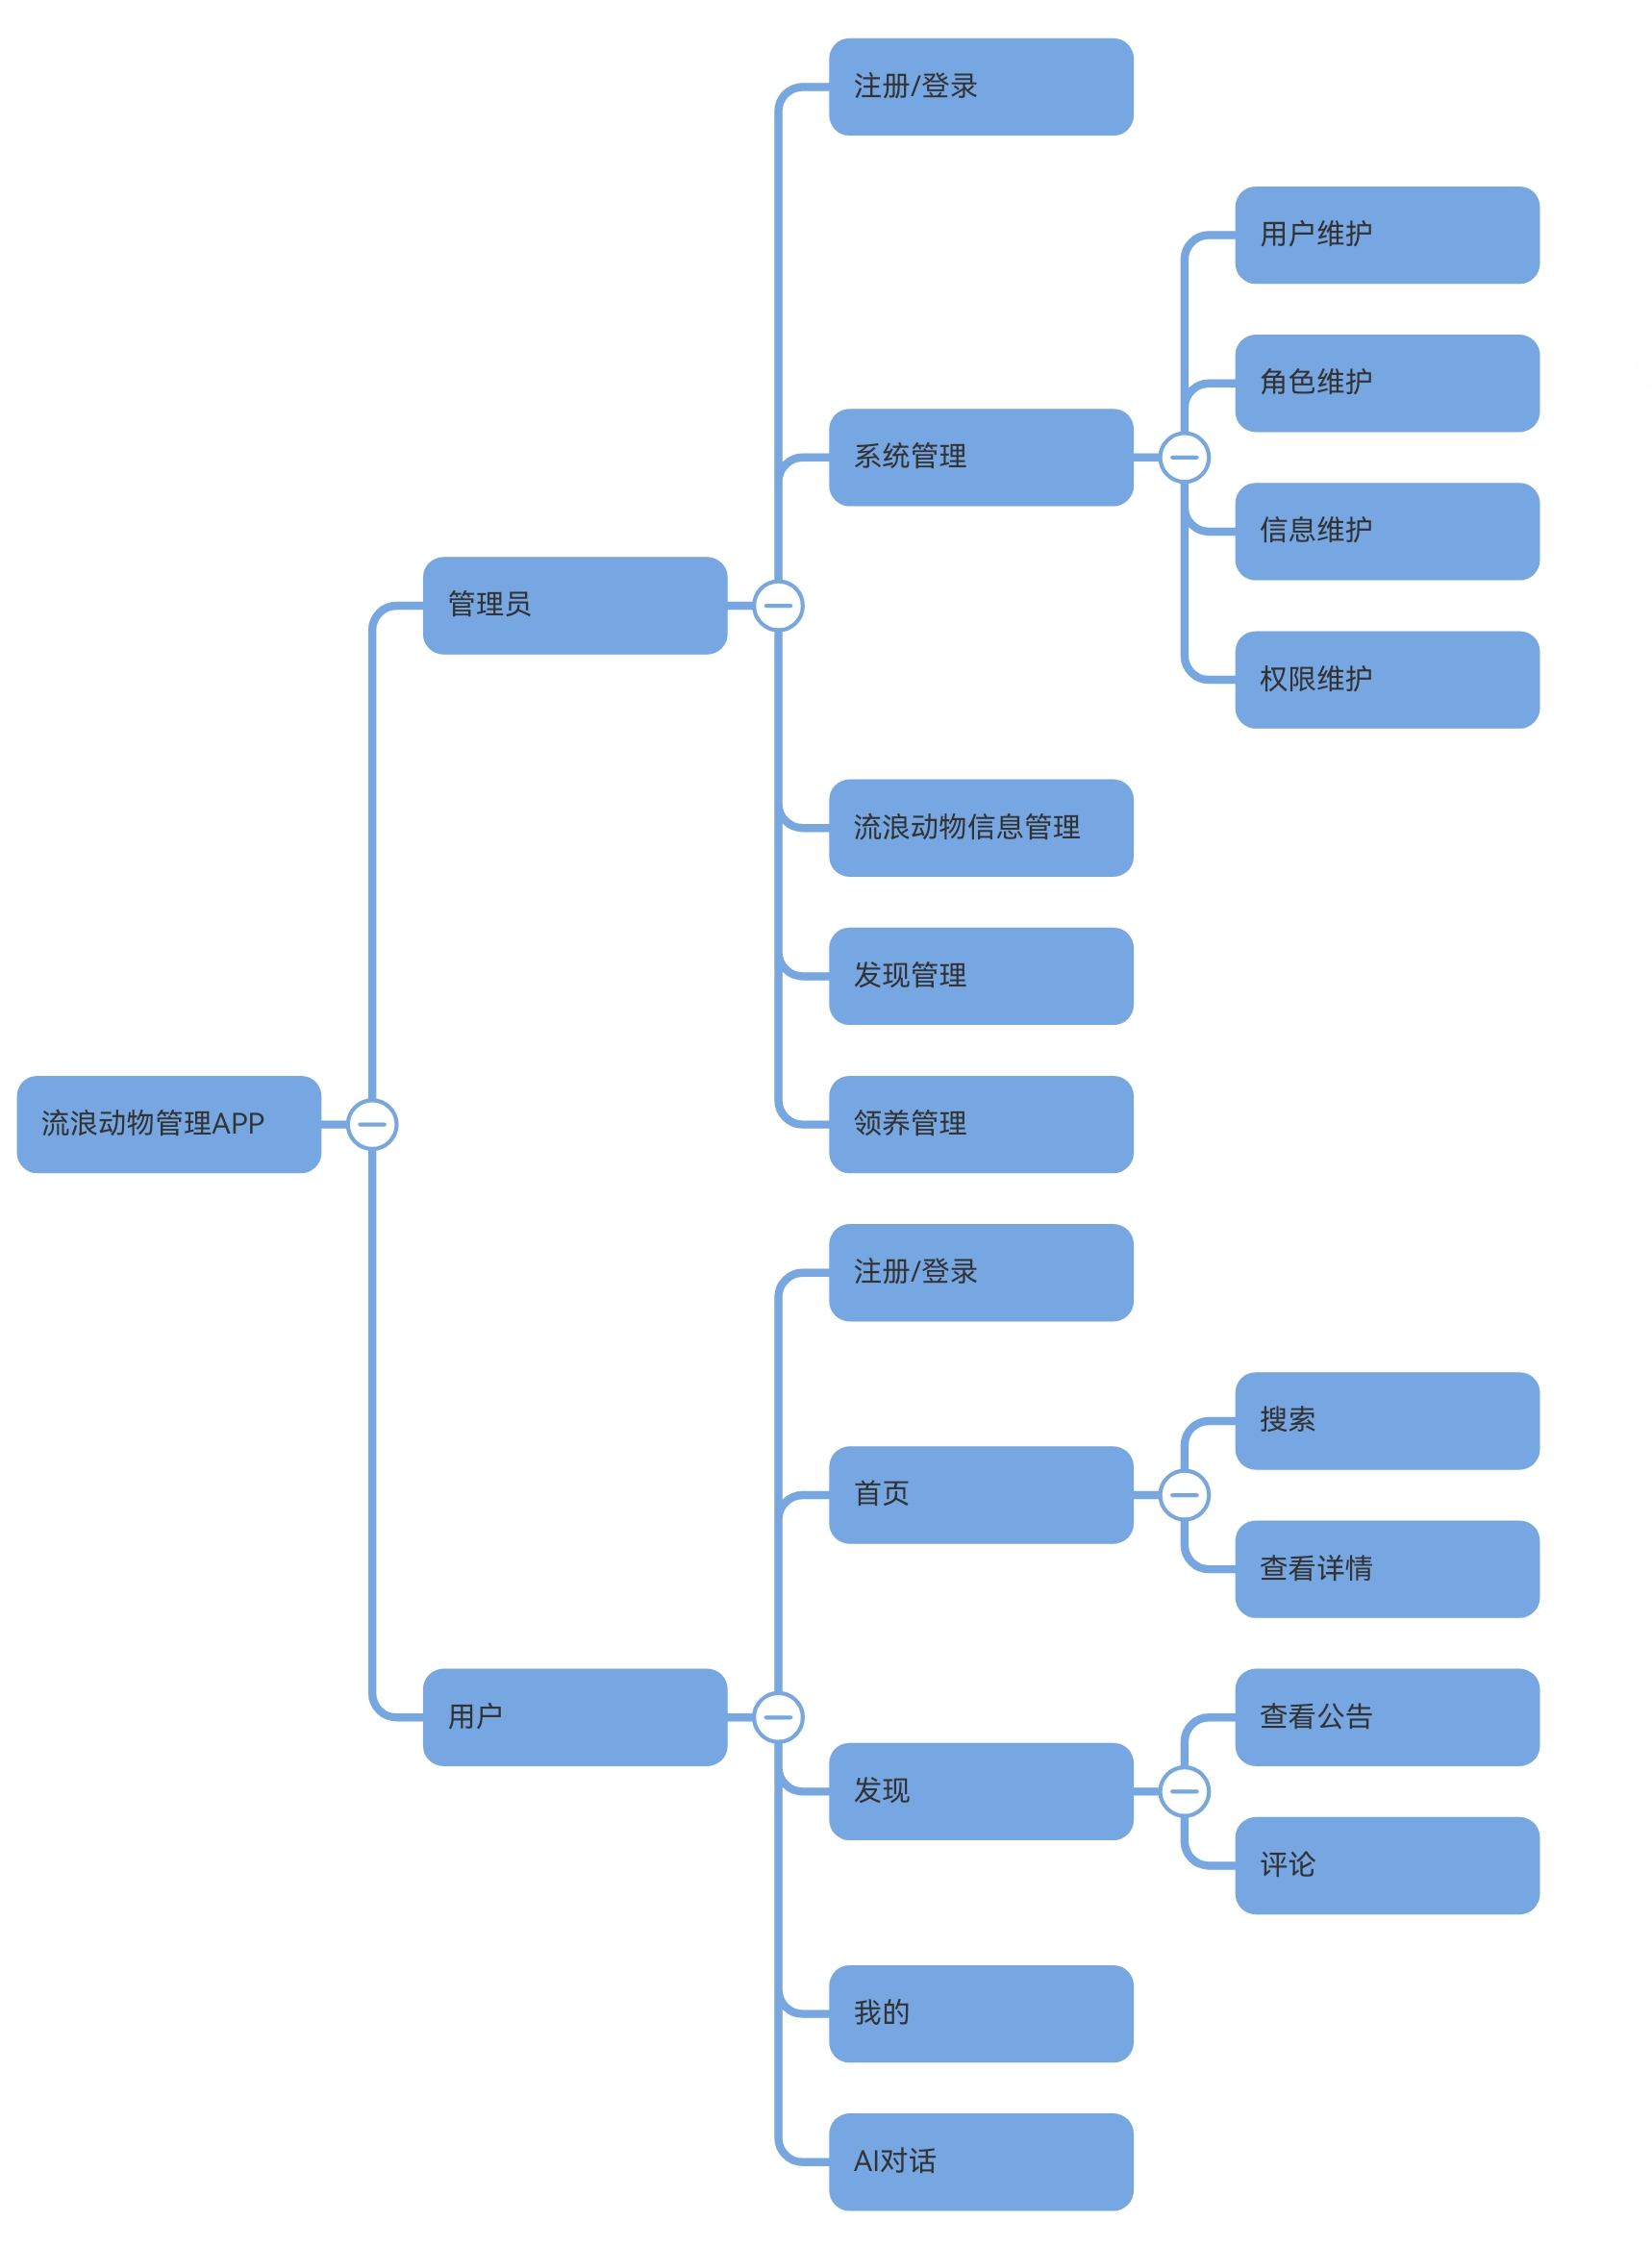 注册/登录
用户维护
角色维护
系统管理
信息维护
管理员
权限维护
流浪动物信息管理
发现管理
流浪动物管理APP
领养管理
注册/登录
搜索
首页
查看详情
用户
查看公告
发现
评论
我的
AI对话